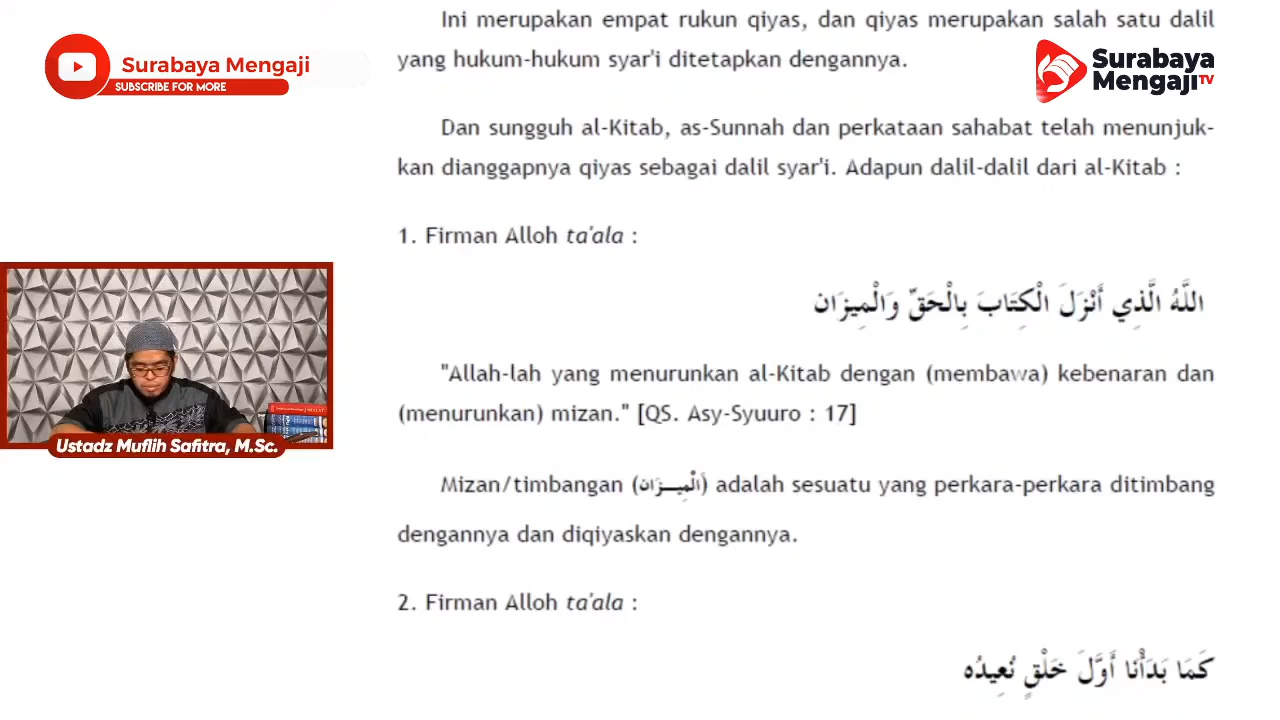 Surabaya Mengaji
SUBSCRIBE FOR MORE
Surabaya
Mengaji TV
Ini merupakan empat rukun qiyas, dan qiyas merupakan salah satu dalil
yang hukum-hukum syar'i ditetapkan dengannya.
Dan sungguh al-Kitab, as-Sunnah dan perkataan sahabat telah menunjuk-
kan dianggapnya qiyas sebagai dalil syar'i. Adapun dalil-dalil dari al-Kitab :
1. Firman Alloh ta'ala :
اللَّهُ الَّذِي أَنْزَلَ الْكِتَابَ بِالْحَقِّ وَالْمِيزَان
"Allah-lah yang menurunkan al-Kitab dengan (membawa) kebenaran dan
(menurunkan) mizan." [QS. Asy-Syuuro : 17]
Mizan/timbangan (اَلْمِيزَان) adalah sesuatu yang perkara-perkara ditimbang
dengannya dan diqiyaskan dengannya.
2. Firman Alloh ta'ala :
كَمَا بَدَأْنَا أَوَّلَ خَلْقٍ نُعِيدُه
Ustadz Muflih Safitra, M.Sc.